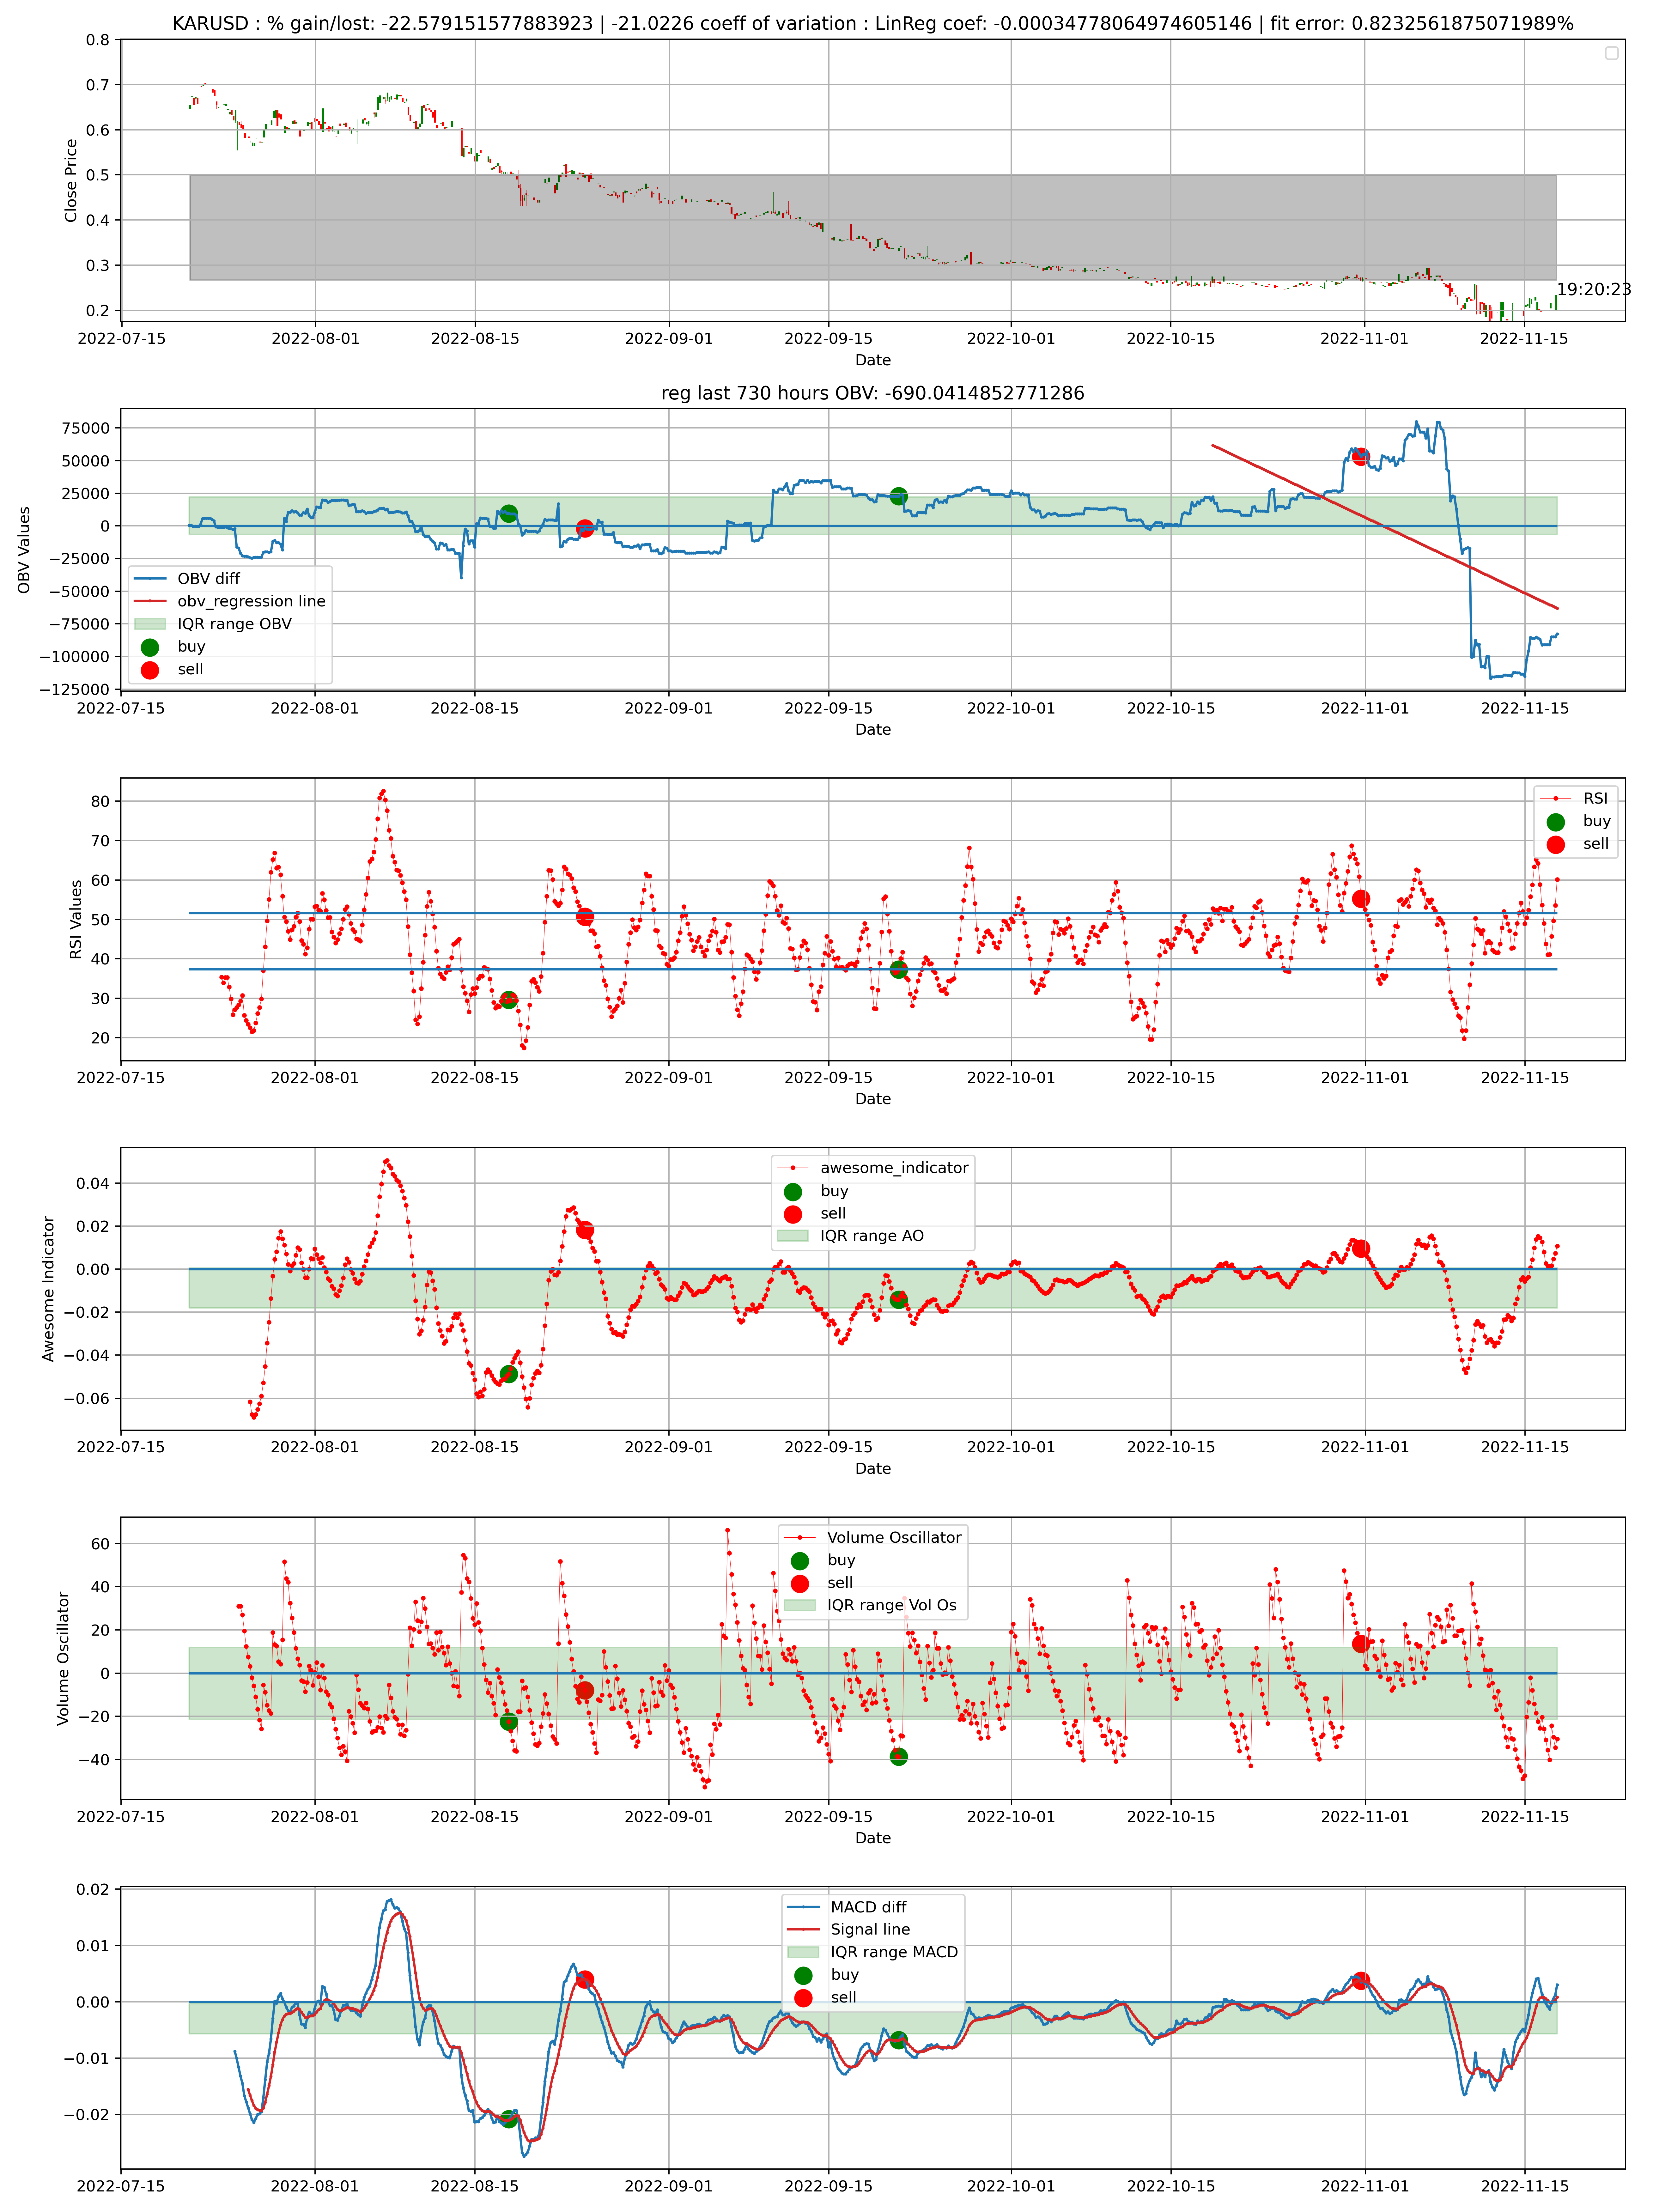 KARUSD : % gain/lost: -22.579151577883923 | -21.0226 coeff of variation : LinReg coef: -0.00034778064974605146 | fit error: 0.8232561875071989%
0.8
0.7
0.6
0.5
0.4
0.3
0.2
Close Price
19:20:23
2022-07-15 2022-08-01 2022-08-15 2022-09-01 2022-09-15 2022-10-01 2022-10-15 2022-11-01 2022-11-15
Date
reg last 730 hours OBV: -690.0414852771286
75000
50000
25000
0
−25000
−50000
−75000
−100000
−125000
OBV Values
OBV diff
obv_regression line
IQR range OBV
buy
sell
2022-07-15 2022-08-01 2022-08-15 2022-09-01 2022-09-15 2022-10-01 2022-10-15 2022-11-01 2022-11-15
Date
80
70
60
50
40
30
20
RSI Values
RSI
buy
sell
2022-07-15 2022-08-01 2022-08-15 2022-09-01 2022-09-15 2022-10-01 2022-10-15 2022-11-01 2022-11-15
Date
0.04
0.02
0.00
−0.02
−0.04
−0.06
Awesome Indicator
awesome_indicator
buy
sell
IQR range AO
2022-07-15 2022-08-01 2022-08-15 2022-09-01 2022-09-15 2022-10-01 2022-10-15 2022-11-01 2022-11-15
Date
60
40
20
0
−20
−40
Volume Oscillator
Volume Oscillator
buy
sell
IQR range Vol Os
2022-07-15 2022-08-01 2022-08-15 2022-09-01 2022-09-15 2022-10-01 2022-10-15 2022-11-01 2022-11-15
Date
0.02
0.01
0.00
−0.01
−0.02
MACD diff
Signal line
IQR range MACD
buy
sell
2022-07-15 2022-08-01 2022-08-15 2022-09-01 2022-09-15 2022-10-01 2022-10-15 2022-11-01 2022-11-15